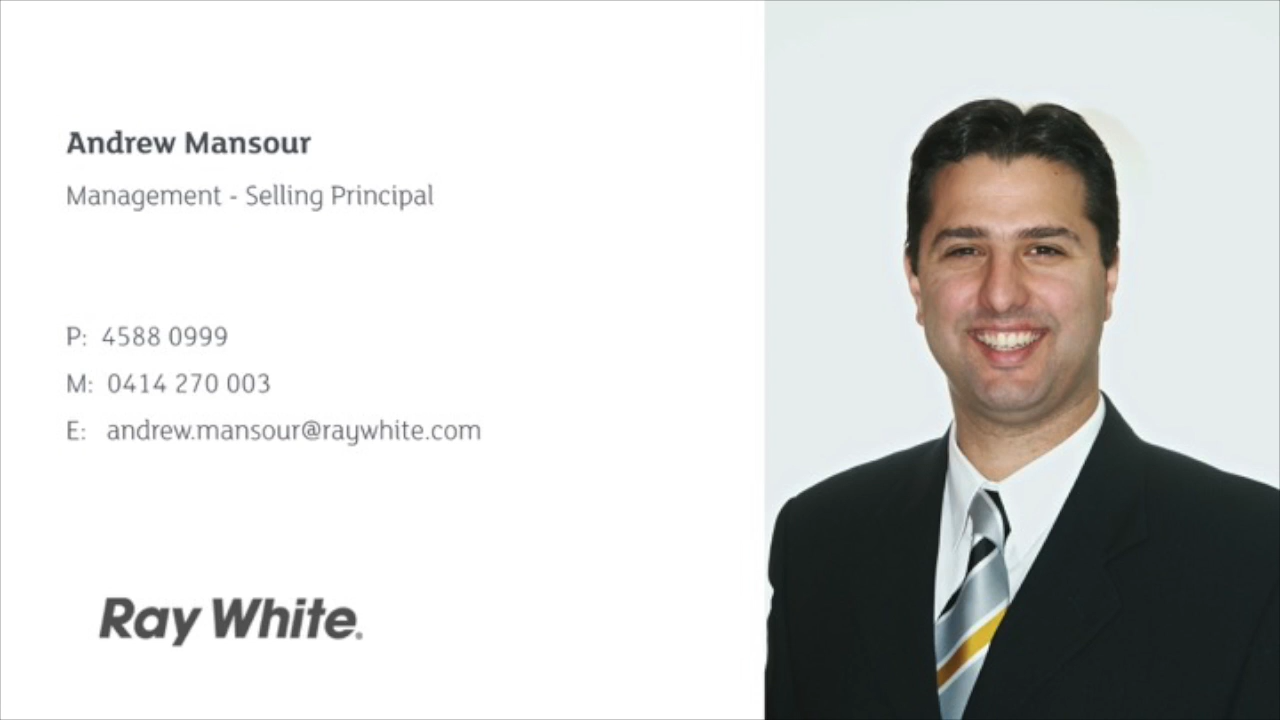 Andrew Mansour
Management - Selling Principal
P: 4588 0999
M: 0414 270 003
E: andrew.mansour@raywhite.com
Ray White.